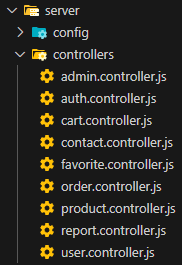 server
config
controllers
admin.controller.js
auth.controller.js
cart.controller.js
contact.controller.js
favorite.controller.js
order.controller.js
product.controller.js
report.controller.js
user.controller.js